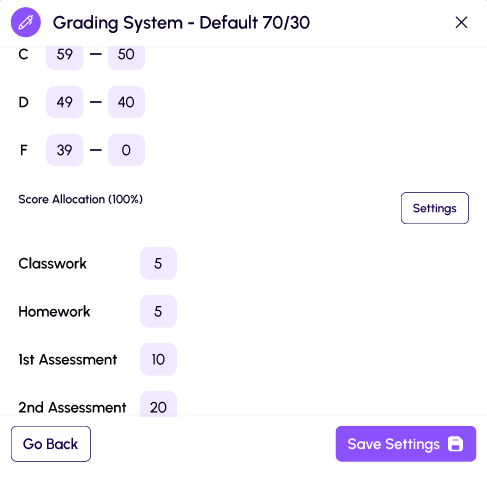 Grading System - Default 70/30
C 59 — 50
D 49 — 40
F 39 — 0
Score Allocation (100%)
Settings
Classwork 5
Homework 5
1st Assessment 10
2nd Assessment 20
Go Back
Save Settings